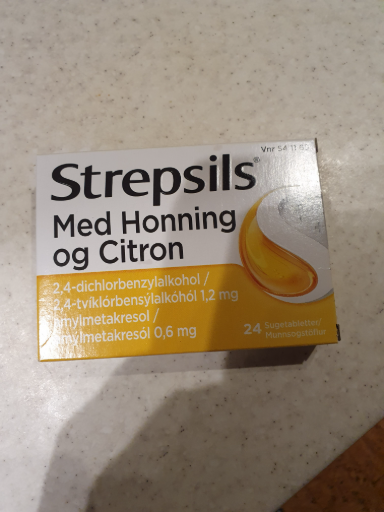 Vnr 54 11 62
Strepsils®
Med Honning
og Citron
2,4-dichlorbenzylalkohol /
2,4-tvíklórbensýlalkóhól 1,2 mg
amylmetakresol /
amýlmetakresól 0,6 mg
24 Sugetabletter/
Munnsogstöflur